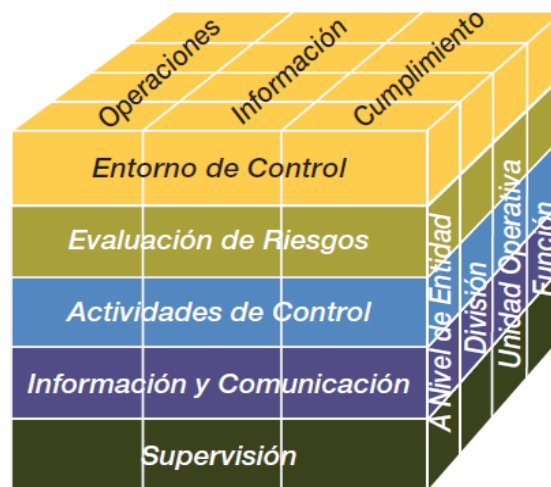 Operaciones
Información
Cumplimiento
Entorno de Control
Evaluación de Riesgos
Actividades de Control
Información y Comunicación
Supervisión
A Nivel de Entidad
División
Unidad Operativa
Función